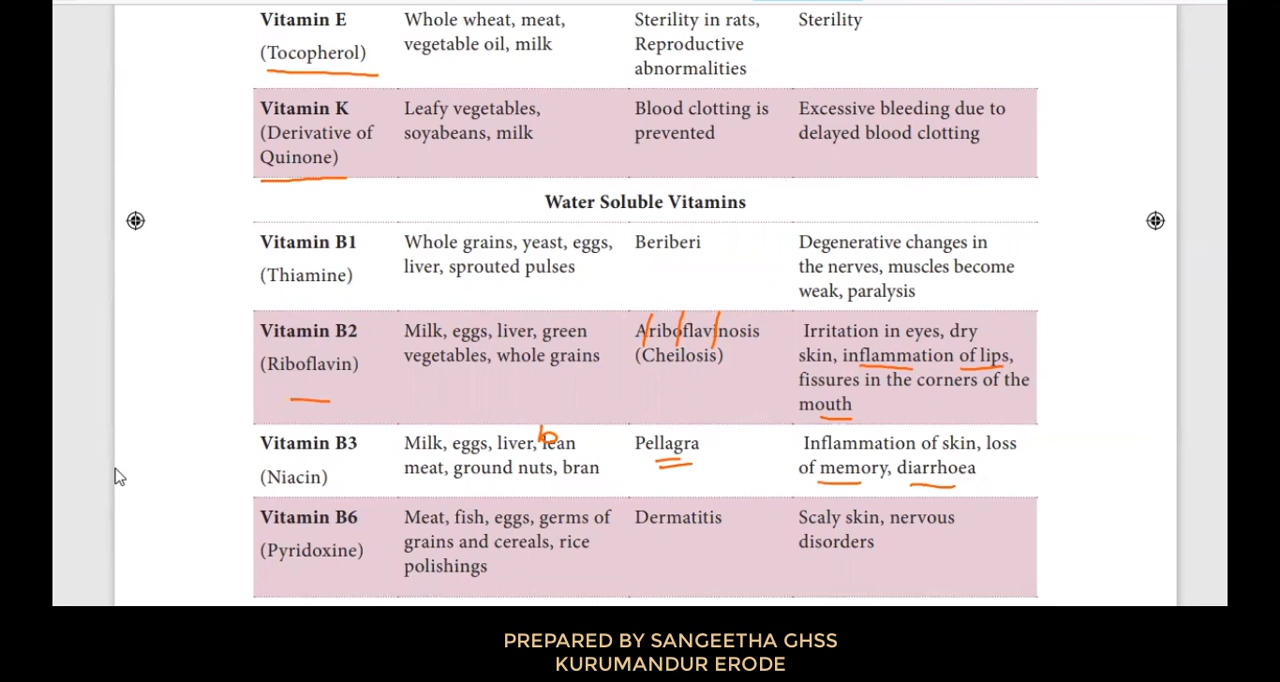 Vitamin E
(Tocopherol)
Whole wheat, meat,
vegetable oil, milk
Sterility in rats,
Reproductive
abnormalities
Sterility
Vitamin K
(Derivative of
Quinone)
Leafy vegetables,
soyabeans, milk
Blood clotting is
prevented
Excessive bleeding due to
delayed blood clotting
Water Soluble Vitamins
Vitamin B1
(Thiamine)
Whole grains, yeast, eggs,
liver, sprouted pulses
Beriberi
Degenerative changes in
the nerves, muscles become
weak, paralysis
Vitamin B2
(Riboflavin)
Milk, eggs, liver, green
vegetables, whole grains
Ariboflavinosis
(Cheilosis)
Irritation in eyes, dry
skin, inflammation of lips,
fissures in the corners of the
mouth
Vitamin B3
(Niacin)
Milk, eggs, liver, lean
meat, ground nuts, bran
b
Pellagra
Inflammation of skin, loss
of memory, diarrhoea
Vitamin B6
(Pyridoxine)
Meat, fish, eggs, germs of
grains and cereals, rice
polishings
Dermatitis
Scaly skin, nervous
disorders
PREPARED BY SANGEETHA GHSS
KURUMANDUR ERODE